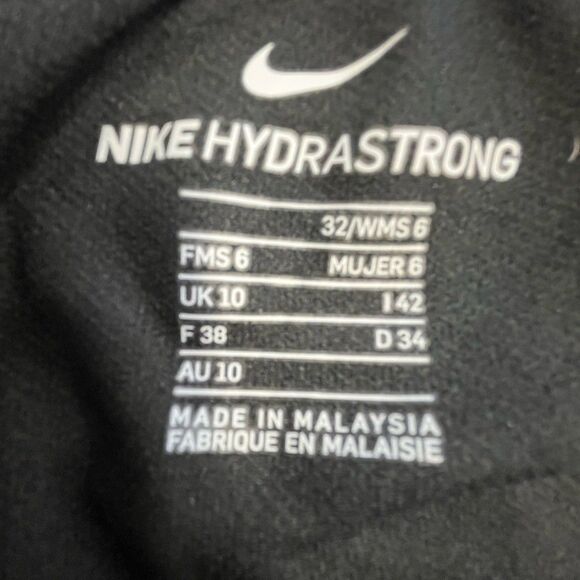 NIKE HYDRASTRONG
32/WMS 6
FMS 6 MUJER 6
UK 10 I 42
F 38 D 34
AU 10
MADE IN MALAYSIA
FABRIQUE EN MALAISIE